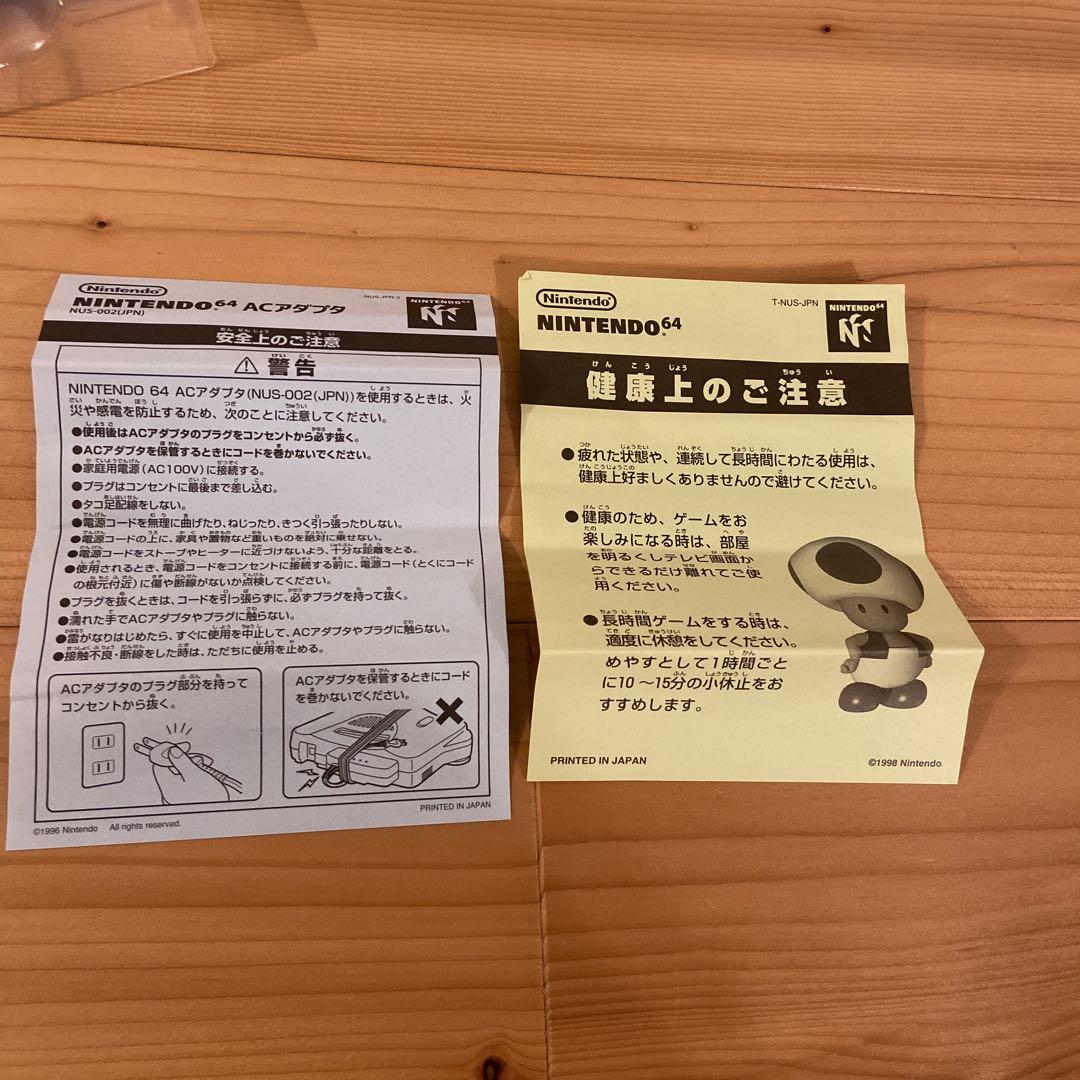 Nintendo
NINTENDO64 ACアダプタ
NUS-002(JPN)
NUS-JPN-3
NINTENDO64
安全上のご注意
警告
NINTENDO 64 ACアダプタ(NUS-002(JPN))を使用するときは、火
災や感電を防止するため、次のことに注意してください。
●使用後はACアダプタのプラグをコンセントから必ず抜く。
●ACアダプタを保管するときにコードを巻かないでください。
●家庭用電源(AC100V)に接続する。
●プラグはコンセントに最後まで差し込む。
●タコ足配線をしない。
●電源コードを無理に曲げたり、ねじったり、きつく引っ張ったりしない。
●電源コードの上に、家具や置物など重いものを絶対に乗せない。
●電源コードをストーブやヒーターに近づけないよう、十分な距離をとる。
●使用されるとき、電源コードをコンセントに接続する前に、電源コード(とくにコード
の根元付近)に傷や断線がないか点検してください。
●プラグを抜くときは、コードを引っ張らずに、必ずプラグを持って抜く。
●濡れた手でACアダプタやプラグに触らない。
●雷がなりはじめたら、すぐに使用を中止して、ACアダプタやプラグに触らない。
●接触不良・断線をした時は、ただちに使用を止める。
ACアダプタのプラグ部分を持って
コンセントから抜く。
ACアダプタを保管するときにコード
を巻かないでください。
PRINTED IN JAPAN
©1996 Nintendo All rights reserved.
Nintendo
NINTENDO64
T-NUS-JPN
NINTENDO64
健康上のご注意
●疲れた状態や、連続して長時間にわたる使用は、
健康上好ましくありませんので避けてください。
●健康のため、ゲームをお
楽しみになる時は、部屋
を明るくしテレビ画面か
らできるだけ離れてご使
用ください。
●長時間ゲームをする時は、
適度に休憩をしてください。
めやすとして1時間ごと
に10～15分の小休止をお
すすめします。
PRINTED IN JAPAN
©1998 Nintendo